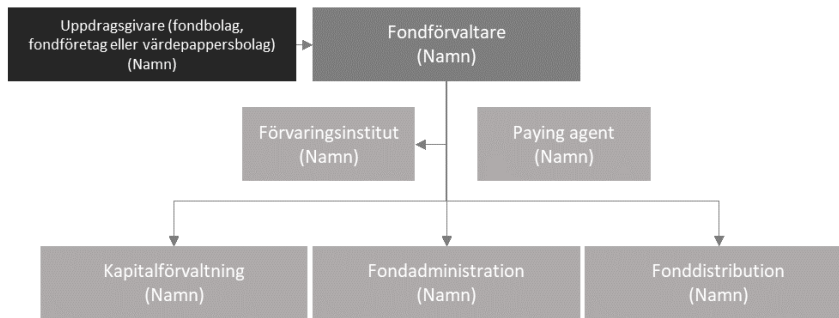 Uppdragsgivare (fondbolag,
fondföretag eller värdepappersbolag)
(Namn)
Fondförvaltare
(Namn)
Förvaringsinstitut
(Namn)
Paying agent
(Namn)
Kapitalförvaltning
(Namn)
Fondadministration
(Namn)
Fonddistribution
(Namn)